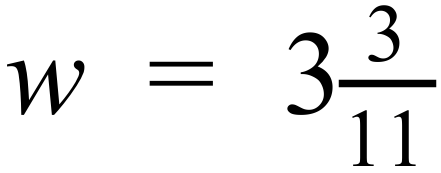 w = 3 3/11